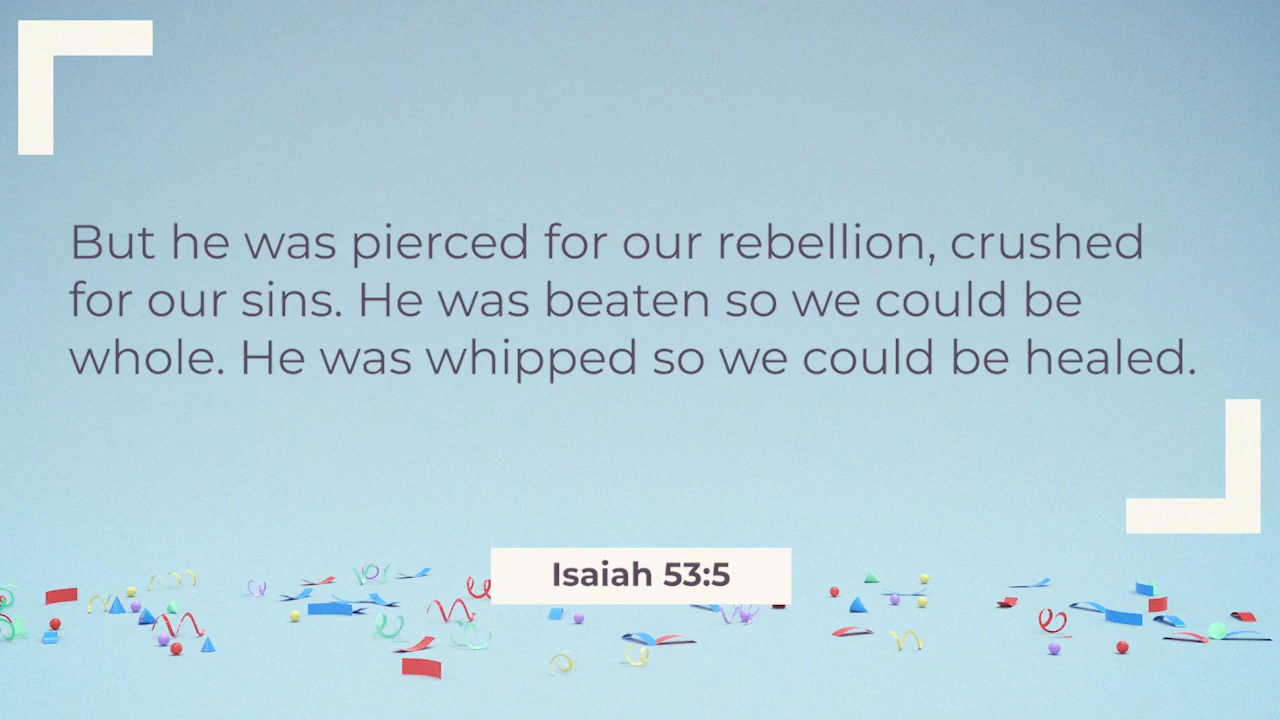 But he was pierced for our rebellion, crushed
for our sins. He was beaten so we could be
whole. He was whipped so we could be healed.
Isaiah 53:5